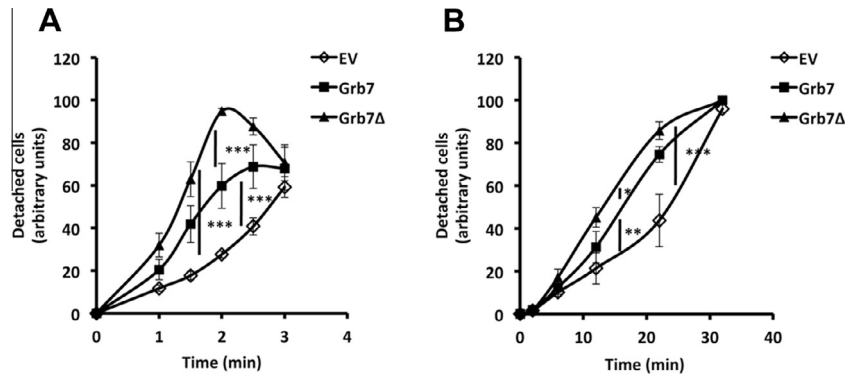 A
B
120
100
80
60
40
20
0
Detached cells
(arbitrary units)
0 1 2 3 4
Time (min)
EV
Grb7
Grb7Δ
***
***
***
120
100
80
60
40
20
0
Detached cells
(arbitrary units)
0 10 20 30 40
Time (min)
EV
Grb7
Grb7Δ
***
*
**